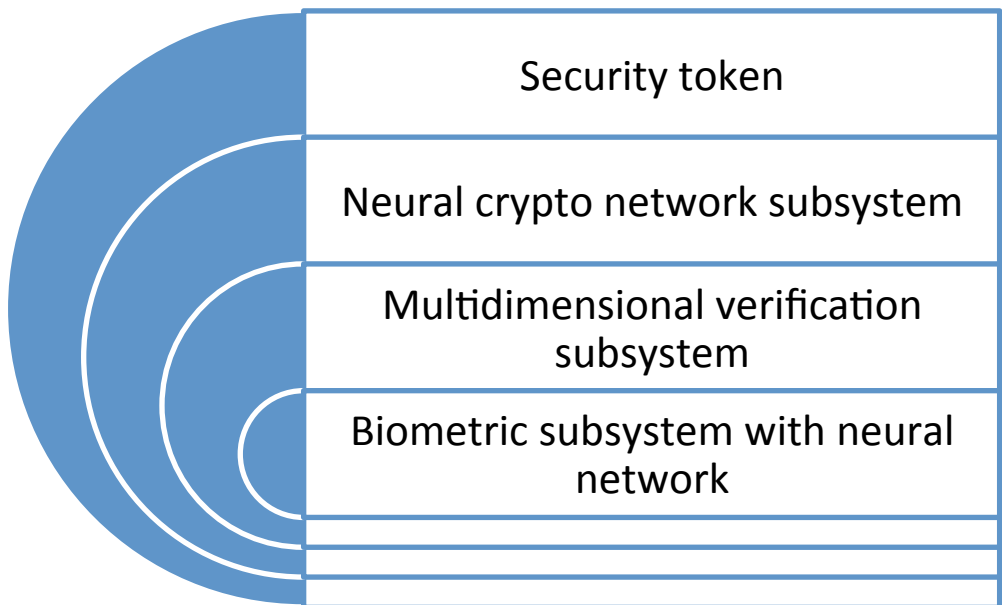 Security token
Neural crypto network subsystem
Multidimensional verification
subsystem
Biometric subsystem with neural
network